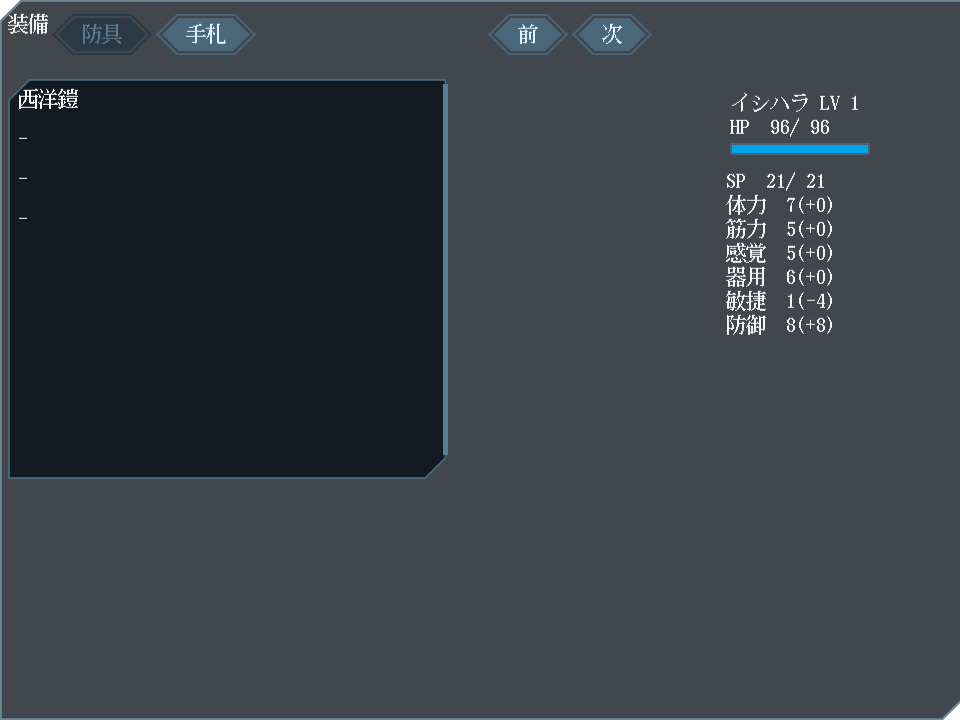 装備 防具 手札 前 次
西洋鎧
-
-
-
イシハラ LV 1
HP 96/ 96
SP 21/ 21
体力 7(+0)
筋力 5(+0)
感覚 5(+0)
器用 6(+0)
敏捷 1(-4)
防御 8(+8)